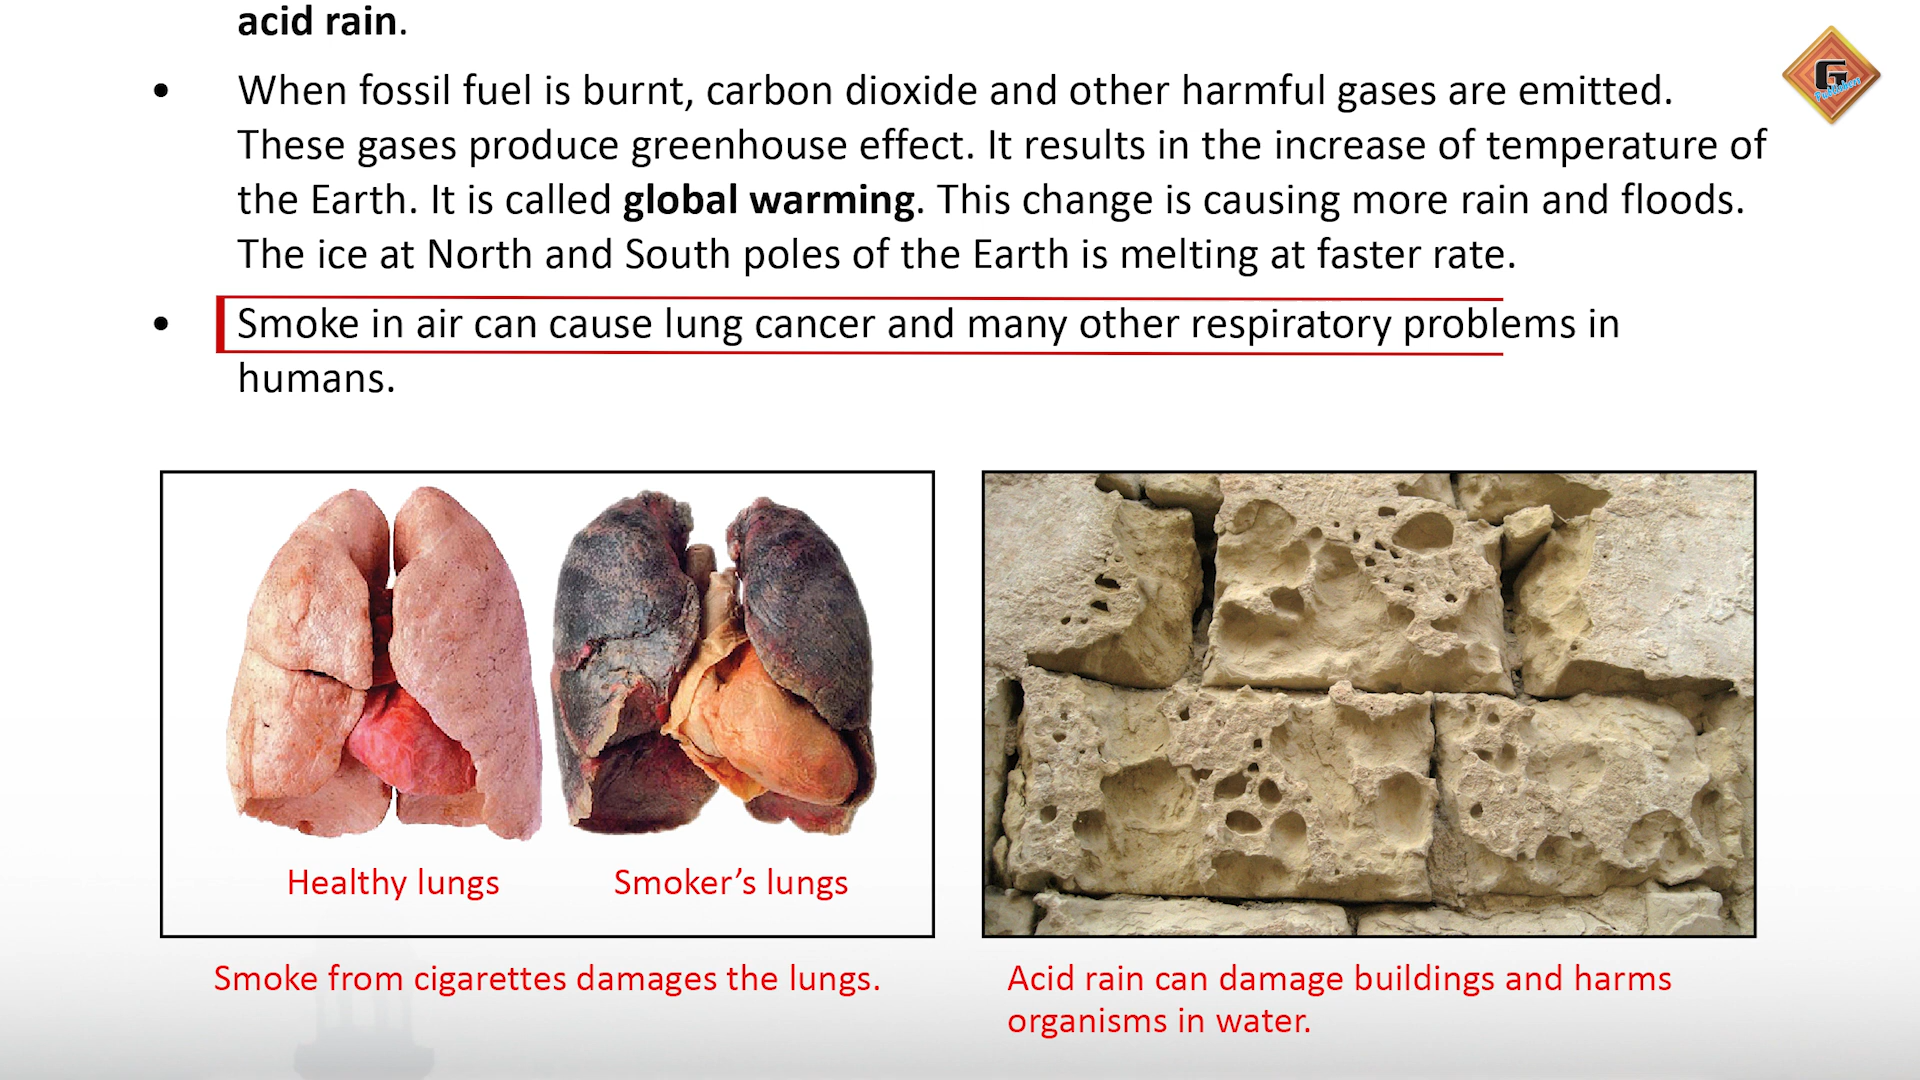 acid rain.
• When fossil fuel is burnt, carbon dioxide and other harmful gases are emitted.
These gases produce greenhouse effect. It results in the increase of temperature of
the Earth. It is called global warming. This change is causing more rain and floods.
The ice at North and South poles of the Earth is melting at faster rate.
• Smoke in air can cause lung cancer and many other respiratory problems in
humans.
Healthy lungs
Smoker’s lungs
Smoke from cigarettes damages the lungs.
Acid rain can damage buildings and harms
organisms in water.
G
Publishers